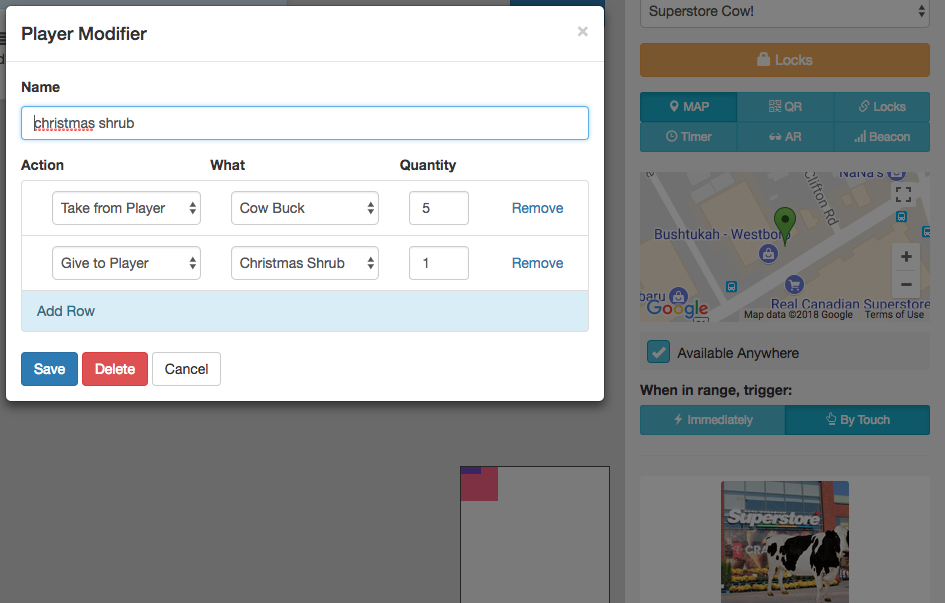 Player Modifier
×
Name
christmas shrub
Action What Quantity
Take from Player Cow Buck 5 Remove
Give to Player Christmas Shrub 1 Remove
Add Row
Save Delete Cancel
Superstore Cow!
Locks
MAP QR Locks
Timer AR Beacon
NaNa's
Clifton Rd
Bushtukah - Westboro
+
−
Real Canadian Superstore
Google Map data ©2018 Google Terms of Use
Available Anywhere
When in range, trigger:
Immediately By Touch
Superstore